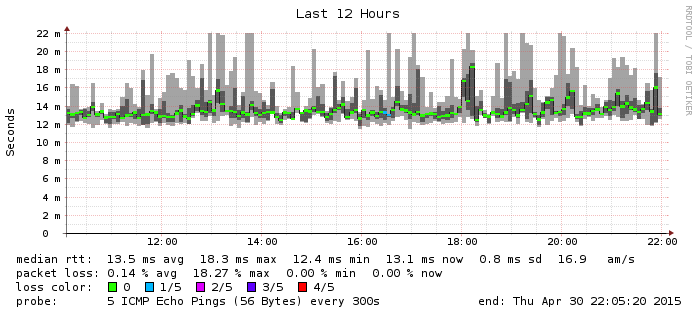 Last 12 Hours
RRDTOOL / TOBI OETIKER
Seconds
22 m
20 m
18 m
16 m
14 m
12 m
10 m
8 m
6 m
4 m
2 m
0
12:00 14:00 16:00 18:00 20:00 22:00
median rtt: 13.5 ms avg 18.3 ms max 12.4 ms min 13.1 ms now 0.8 ms sd 16.9 am/s
packet loss: 0.14 % avg 18.27 % max 0.00 % min 0.00 % now
loss color: 0 1/5 2/5 3/5 4/5
probe: 5 ICMP Echo Pings (56 Bytes) every 300s end: Thu Apr 30 22:05:20 2015